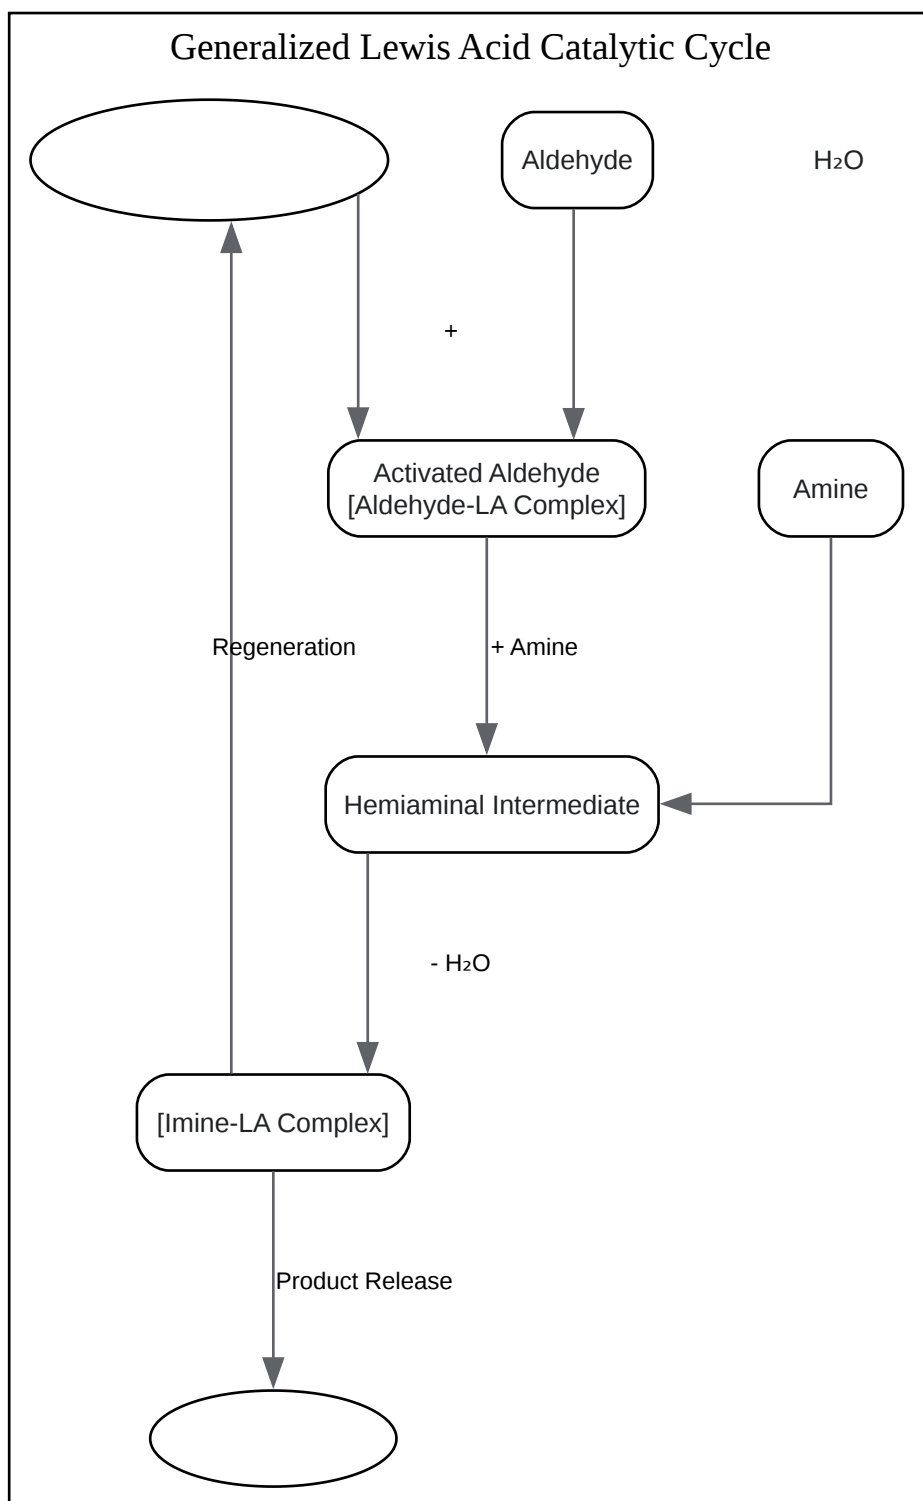 Generalized Lewis Acid Catalytic Cycle
Aldehyde
H₂O
+
Activated Aldehyde
[Aldehyde-LA Complex]
Amine
Regeneration
+ Amine
Hemiaminal Intermediate
- H₂O
[Imine-LA Complex]
Product Release